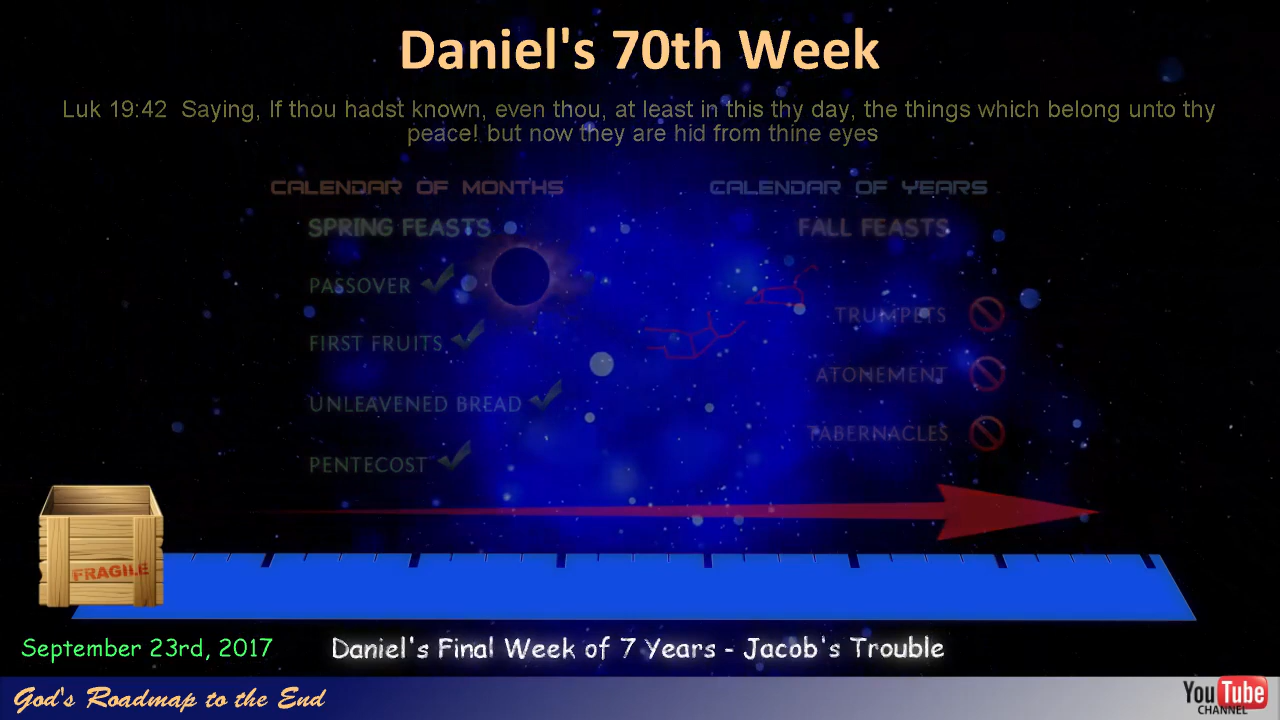 Daniel's 70th Week
Luk 19:42  Saying, If thou hadst known, even thou, at least in this thy day, the things which belong unto thy
peace! but now they are hid from thine eyes
CALENDAR OF MONTHS
SPRING FEASTS
PASSOVER
FIRST FRUITS
UNLEAVENED BREAD
PENTECOST
CALENDAR OF YEARS
FALL FEASTS
TRUMPETS
ATONEMENT
TABERNACLES
FRAGILE
September 23rd, 2017
Daniel's Final Week of 7 Years - Jacob's Trouble
God's Roadmap to the End
YouTube
CHANNEL